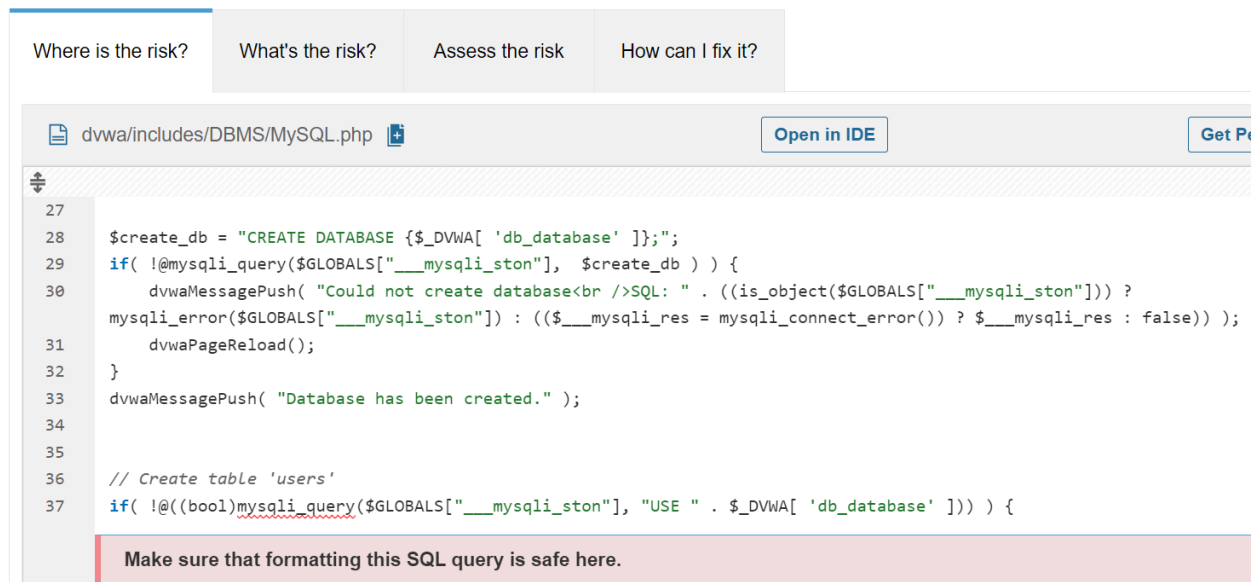 Where is the risk? What's the risk? Assess the risk How can I fix it?
dvwa/includes/DBMS/MySQL.php Open in IDE Get
27
28 $create_db = "CREATE DATABASE {$_DVWA[ 'db_database' ]};";
29 if( !@mysqli_query($GLOBALS["___mysqli_ston"],  $create_db ) ) {
30 dvwaMessagePush( "Could not create database<br />SQL: " . ((is_object($GLOBALS["___mysqli_ston"])) ?
mysqli_error($GLOBALS["___mysqli_ston"]) : (($___mysqli_res = mysqli_connect_error()) ? $___mysqli_res : false)) );
31 dvwaPageReload();
32 }
33 dvwaMessagePush( "Database has been created." );
34
35
36 // Create table 'users'
37 if( !@((bool)mysqli_query($GLOBALS["___mysqli_ston"], "USE " . $_DVWA[ 'db_database' ])) ) {
Make sure that formatting this SQL query is safe here.